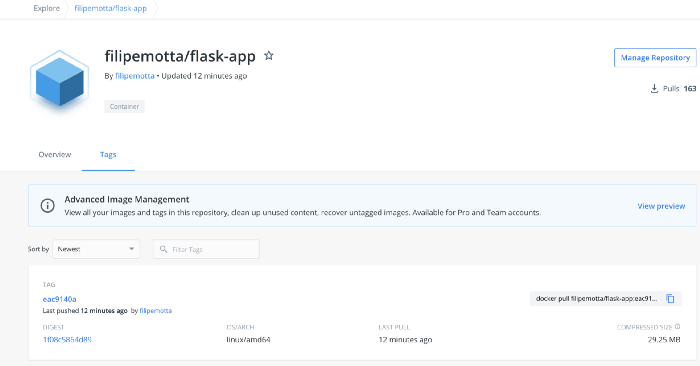 Explore
filipemotta/flask-app
filipemotta/flask-app
By filipemotta • Updated 12 minutes ago
Manage Repository
Pulls 163
Container
Overview
Tags
Advanced Image Management
View all your images and tags in this repository, clean up unused content, recover untagged images. Available for Pro and Team accounts.
View preview
Sort by
Newest
Filter Tags
TAG
eac9140a
docker pull filipemotta/flask-app:eac91...
Last pushed 12 minutes ago by filipemotta
DIGEST
OS/ARCH
LAST PULL
COMPRESSED SIZE
1f08c5854d89
linux/amd64
12 minutes ago
29.25 MB